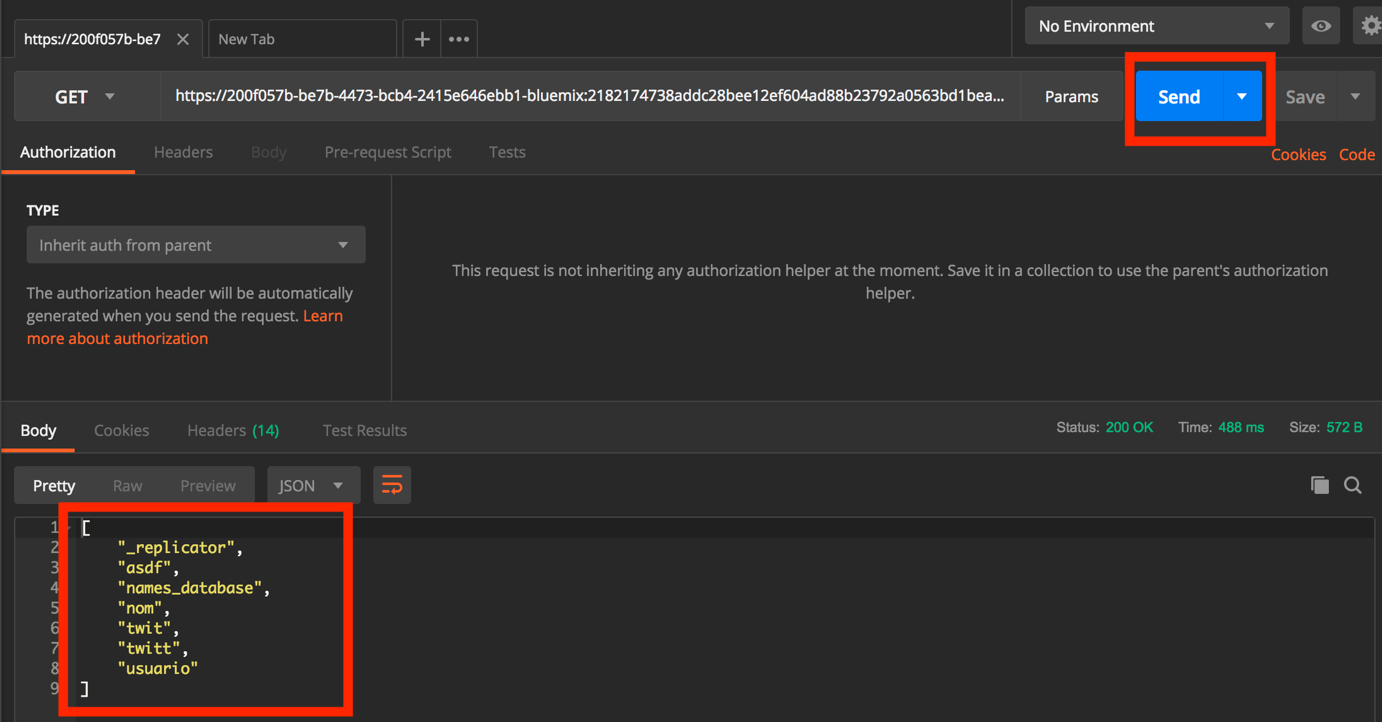 https://200f057b-be7
New Tab
No Environment
GET
https://200f057b-be7b-4473-bcb4-2415e646ebb1-bluemix:2182174738addc28bee12ef604ad88b23792a0563bd1bea...
Params
Send
Save
Authorization
Headers
Body
Pre-request Script
Tests
Cookies
Code
TYPE
Inherit auth from parent
The authorization header will be automatically
generated when you send the request. Learn
more about authorization
This request is not inheriting any authorization helper at the moment. Save it in a collection to use the parent's authorization
helper.
Body
Cookies
Headers (14)
Test Results
Status: 200 OK
Time: 488 ms
Size: 572 B
Pretty
Raw
Preview
JSON
1 [
2 "_replicator",
3 "asdf",
4 "names_database",
5 "nom",
6 "twit",
7 "twitt",
8 "usuario"
9 ]